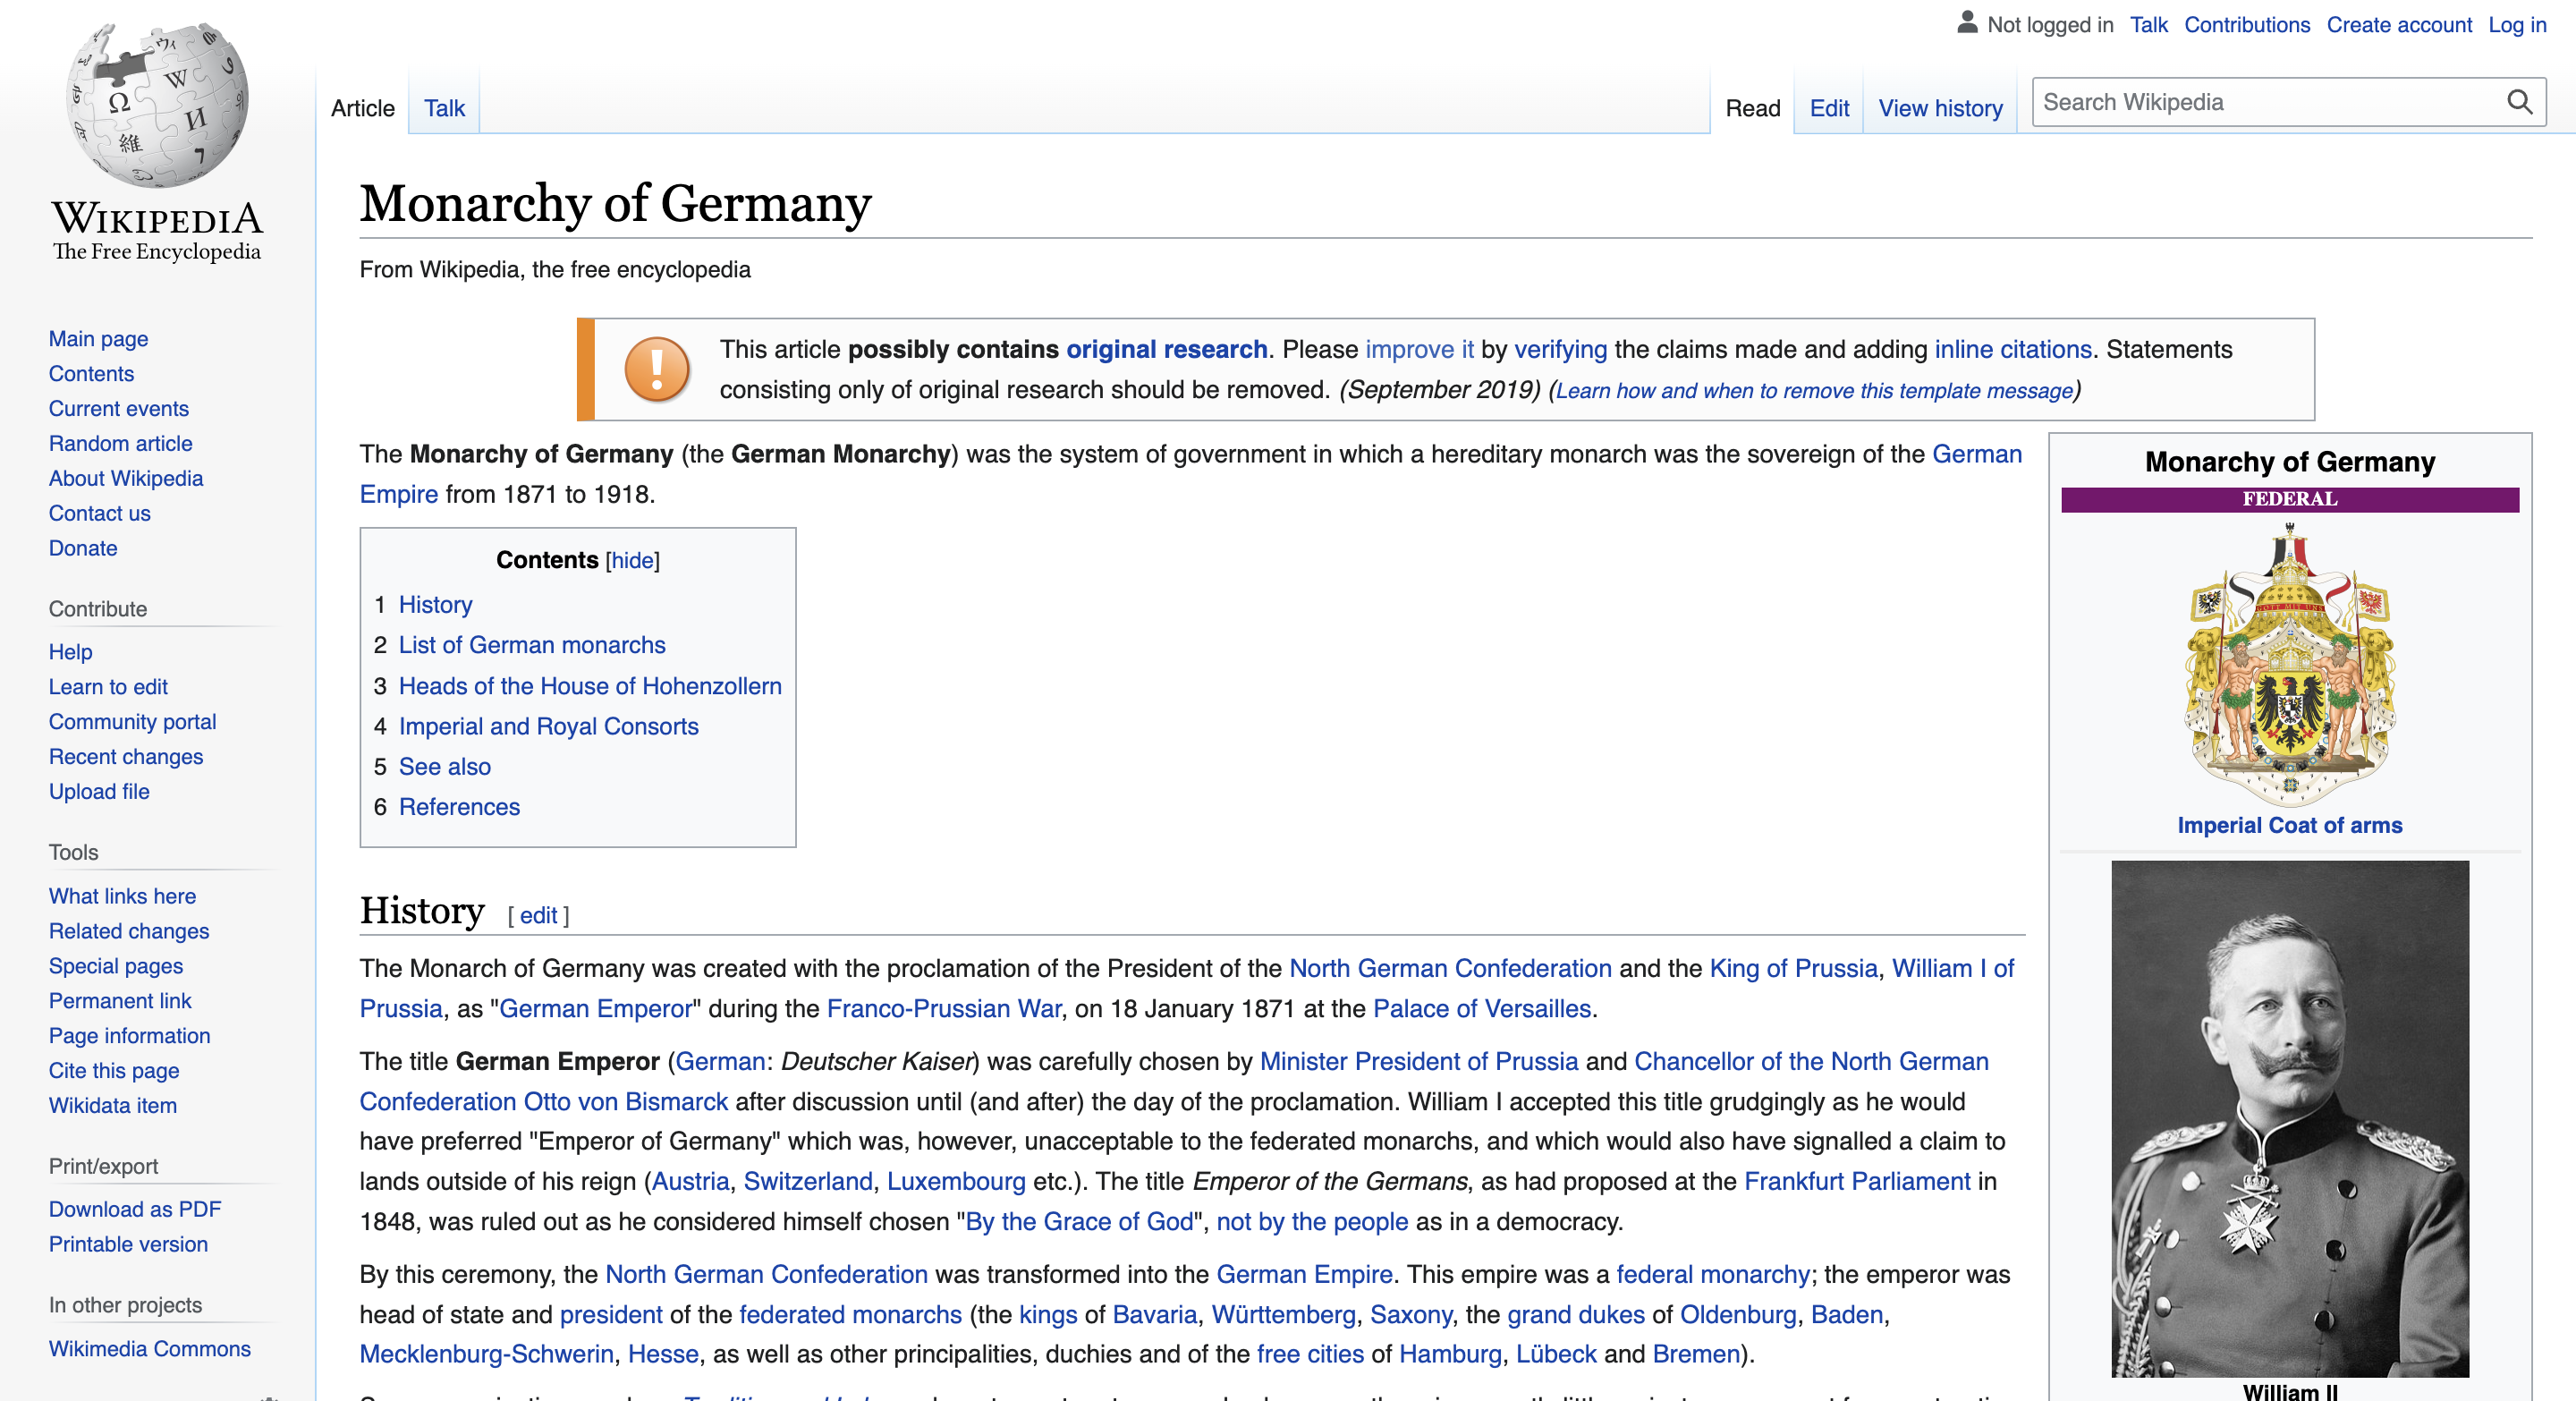 Not logged in Talk Contributions Create account Log in
Article Talk Read Edit View history Search Wikipedia
WIKIPEDIA
The Free Encyclopedia
Main page
Contents
Current events
Random article
About Wikipedia
Contact us
Donate
Contribute
Help
Learn to edit
Community portal
Recent changes
Upload file
Tools
What links here
Related changes
Special pages
Permanent link
Page information
Cite this page
Wikidata item
Print/export
Download as PDF
Printable version
In other projects
Wikimedia Commons
Monarchy of Germany
From Wikipedia, the free encyclopedia
This article possibly contains original research. Please improve it by verifying the claims made and adding inline citations. Statements
consisting only of original research should be removed. (September 2019) (Learn how and when to remove this template message)
The Monarchy of Germany (the German Monarchy) was the system of government in which a hereditary monarch was the sovereign of the German
Empire from 1871 to 1918.
Contents [hide]
1 History
2 List of German monarchs
3 Heads of the House of Hohenzollern
4 Imperial and Royal Consorts
5 See also
6 References
History [ edit ]
The Monarch of Germany was created with the proclamation of the President of the North German Confederation and the King of Prussia, William I of
Prussia, as "German Emperor" during the Franco-Prussian War, on 18 January 1871 at the Palace of Versailles.
The title German Emperor (German: Deutscher Kaiser) was carefully chosen by Minister President of Prussia and Chancellor of the North German
Confederation Otto von Bismarck after discussion until (and after) the day of the proclamation. William I accepted this title grudgingly as he would
have preferred "Emperor of Germany" which was, however, unacceptable to the federated monarchs, and which would also have signalled a claim to
lands outside of his reign (Austria, Switzerland, Luxembourg etc.). The title Emperor of the Germans, as had proposed at the Frankfurt Parliament in
1848, was ruled out as he considered himself chosen "By the Grace of God", not by the people as in a democracy.
By this ceremony, the North German Confederation was transformed into the German Empire. This empire was a federal monarchy; the emperor was
head of state and president of the federated monarchs (the kings of Bavaria, Württemberg, Saxony, the grand dukes of Oldenburg, Baden,
Mecklenburg-Schwerin, Hesse, as well as other principalities, duchies and of the free cities of Hamburg, Lübeck and Bremen).
Monarchy of Germany
FEDERAL
GOTT MIT UNS
Imperial Coat of arms
William II